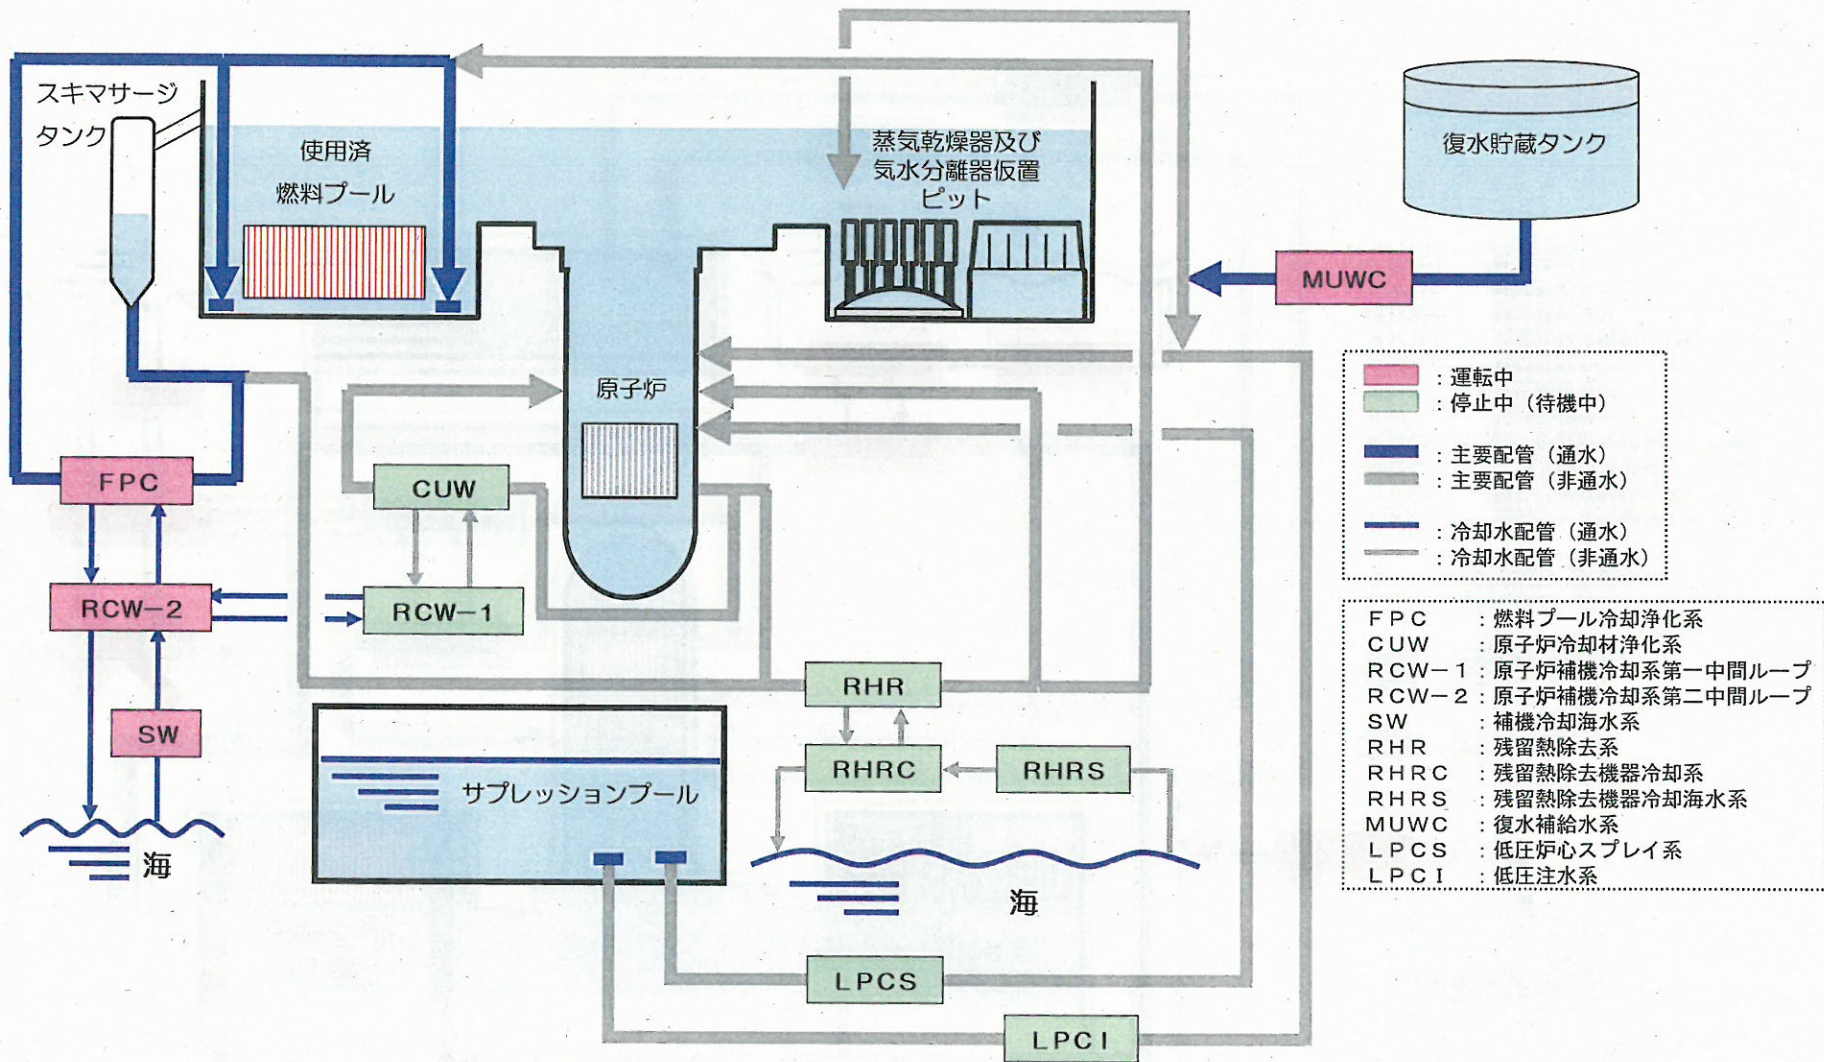 スキマサージ
タンク
使用済
燃料プール
蒸気乾燥器及び
気水分離器仮置
ピット
復水貯蔵タンク
MUWC
原子炉
FPC
CUW
RCW−2
RCW−1
SW
RHR
RHRC
RHRS
サプレッションプール
海
海
LPCS
LPCI
：運転中
：停止中（待機中）
：主要配管（通水）
：主要配管（非通水）
：冷却水配管（通水）
：冷却水配管（非通水）
ＦＰＣ ：燃料プール冷却浄化系
ＣＵＷ ：原子炉冷却材浄化系
ＲＣＷ−１：原子炉補機冷却系第一中間ループ
ＲＣＷ−２：原子炉補機冷却系第二中間ループ
ＳＷ ：補機冷却海水系
ＲＨＲ ：残留熱除去系
ＲＨＲＣ ：残留熱除去機器冷却系
ＲＨＲＳ ：残留熱除去機器冷却海水系
ＭＵＷＣ ：復水補給水系
ＬＰＣＳ ：低圧炉心スプレイ系
ＬＰＣＩ ：低圧注水系